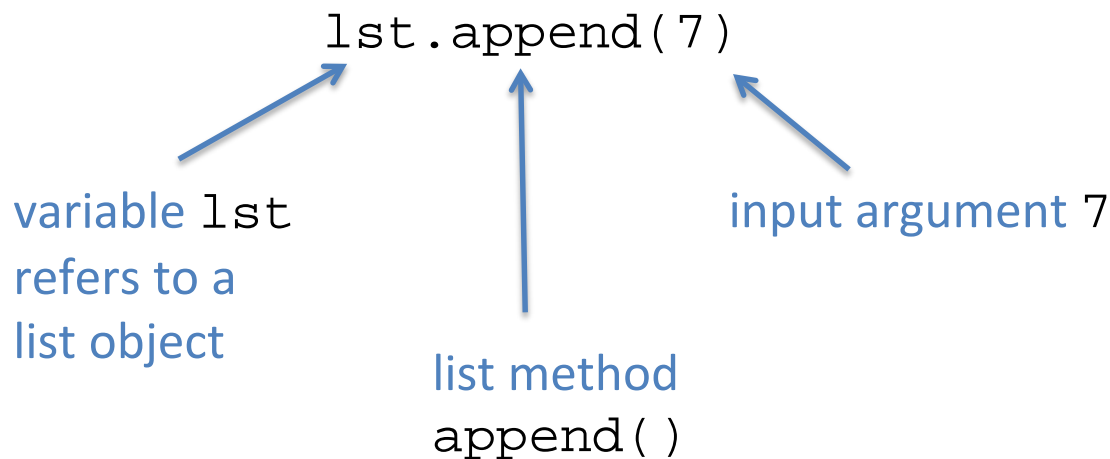 lst.append(7)
variable lst
refers to a
list object
list method
append()
input argument 7